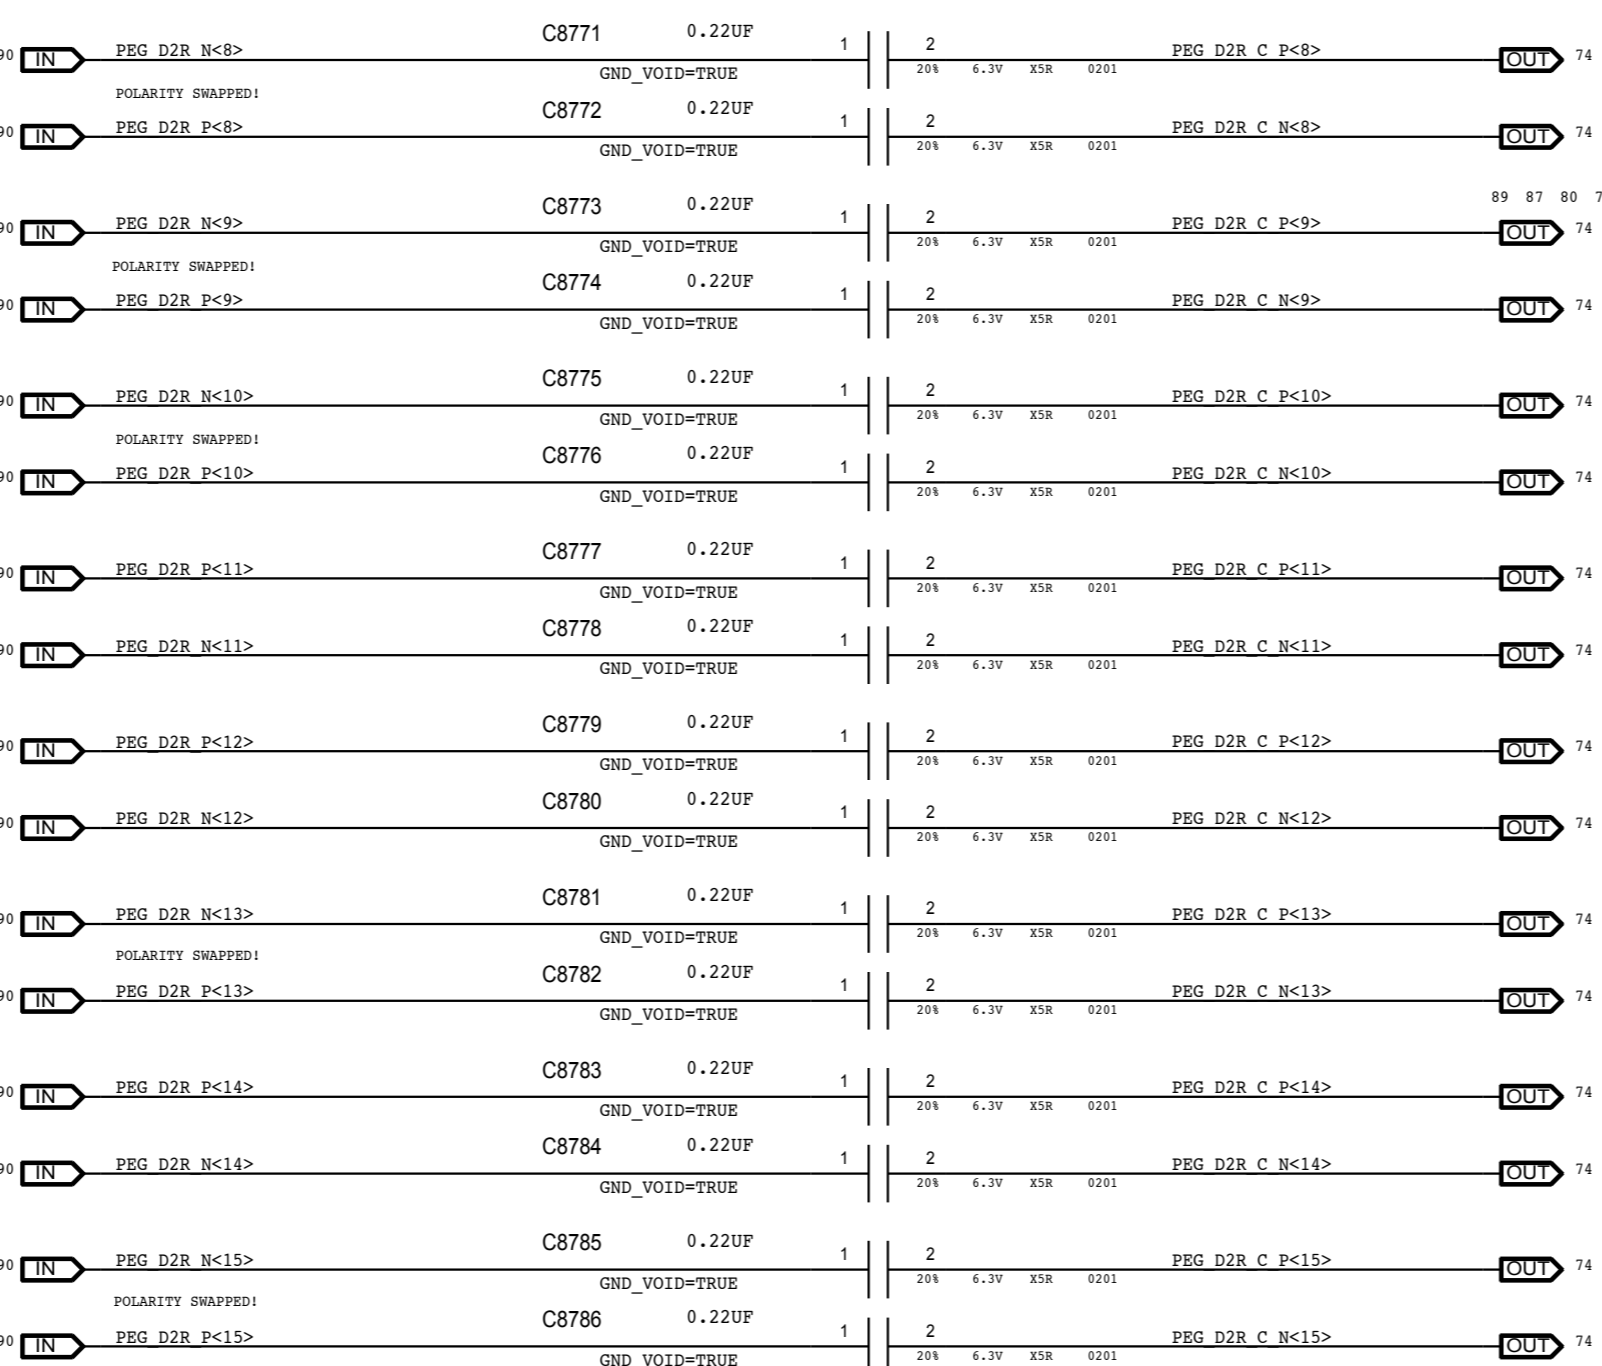 C8771 0.22UF
90 IN PEG_D2R_N<8> 1 2 PEG_D2R_C_P<8> OUT 74
GND_VOID=TRUE 20% 6.3V X5R 0201
POLARITY SWAPPED!
C8772 0.22UF
90 IN PEG_D2R_P<8> 1 2 PEG_D2R_C_N<8> OUT 74
GND_VOID=TRUE 20% 6.3V X5R 0201
89 87 80 7
C8773 0.22UF
90 IN PEG_D2R_N<9> 1 2 PEG_D2R_C_P<9> OUT 74
GND_VOID=TRUE 20% 6.3V X5R 0201
POLARITY SWAPPED!
C8774 0.22UF
90 IN PEG_D2R_P<9> 1 2 PEG_D2R_C_N<9> OUT 74
GND_VOID=TRUE 20% 6.3V X5R 0201
C8775 0.22UF
90 IN PEG_D2R_N<10> 1 2 PEG_D2R_C_P<10> OUT 74
GND_VOID=TRUE 20% 6.3V X5R 0201
POLARITY SWAPPED!
C8776 0.22UF
90 IN PEG_D2R_P<10> 1 2 PEG_D2R_C_N<10> OUT 74
GND_VOID=TRUE 20% 6.3V X5R 0201
C8777 0.22UF
90 IN PEG_D2R_P<11> 1 2 PEG_D2R_C_P<11> OUT 74
GND_VOID=TRUE 20% 6.3V X5R 0201
C8778 0.22UF
90 IN PEG_D2R_N<11> 1 2 PEG_D2R_C_N<11> OUT 74
GND_VOID=TRUE 20% 6.3V X5R 0201
C8779 0.22UF
90 IN PEG_D2R_P<12> 1 2 PEG_D2R_C_P<12> OUT 74
GND_VOID=TRUE 20% 6.3V X5R 0201
C8780 0.22UF
90 IN PEG_D2R_N<12> 1 2 PEG_D2R_C_N<12> OUT 74
GND_VOID=TRUE 20% 6.3V X5R 0201
C8781 0.22UF
90 IN PEG_D2R_N<13> 1 2 PEG_D2R_C_P<13> OUT 74
GND_VOID=TRUE 20% 6.3V X5R 0201
POLARITY SWAPPED!
C8782 0.22UF
90 IN PEG_D2R_P<13> 1 2 PEG_D2R_C_N<13> OUT 74
GND_VOID=TRUE 20% 6.3V X5R 0201
C8783 0.22UF
90 IN PEG_D2R_P<14> 1 2 PEG_D2R_C_P<14> OUT 74
GND_VOID=TRUE 20% 6.3V X5R 0201
C8784 0.22UF
90 IN PEG_D2R_N<14> 1 2 PEG_D2R_C_N<14> OUT 74
GND_VOID=TRUE 20% 6.3V X5R 0201
C8785 0.22UF
90 IN PEG_D2R_N<15> 1 2 PEG_D2R_C_P<15> OUT 74
GND_VOID=TRUE 20% 6.3V X5R 0201
POLARITY SWAPPED!
C8786 0.22UF
90 IN PEG_D2R_P<15> 1 2 PEG_D2R_C_N<15> OUT 74
GND_VOID=TRUE 20% 6.3V X5R 0201